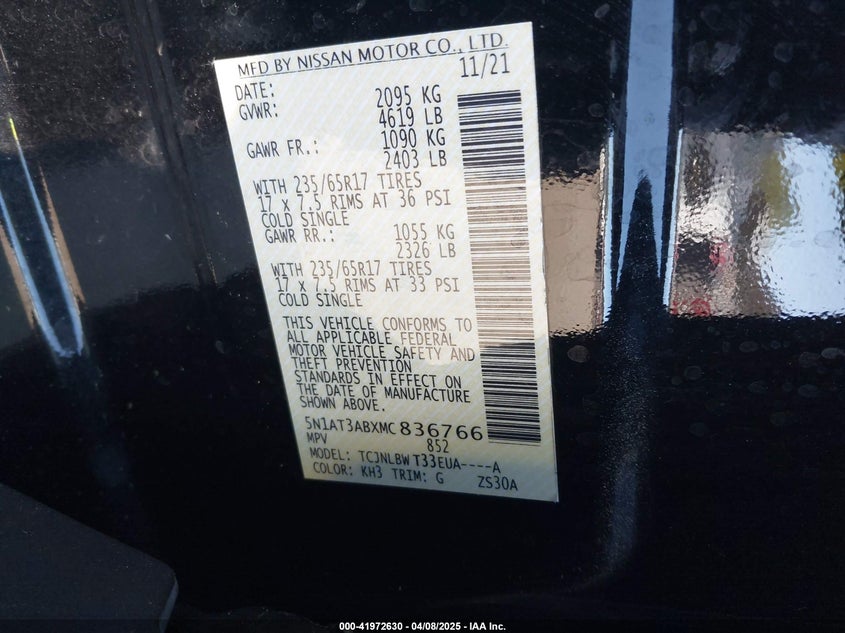 MFD BY NISSAN MOTOR CO., LTD.
DATE: 11/21
GVWR: 2095 KG
4619 LB
GAWR FR.: 1090 KG
2403 LB
WITH 235/65R17 TIRES
17 x 7.5 RIMS AT 36 PSI
COLD SINGLE
GAWR RR.: 1055 KG
2326 LB
WITH 235/65R17 TIRES
17 x 7.5 RIMS AT 33 PSI
COLD SINGLE
THIS VEHICLE CONFORMS TO
ALL APPLICABLE FEDERAL
MOTOR VEHICLE SAFETY AND
THEFT PREVENTION
STANDARDS IN EFFECT ON
THE DATE OF MANUFACTURE
SHOWN ABOVE.
5N1AT3ABXMC836766
MPV 852
MODEL: TCJNLBW T33EUA----A
COLOR: KH3 TRIM: G ZS30A
000-41972630 - 04/08/2025 - IAA Inc.